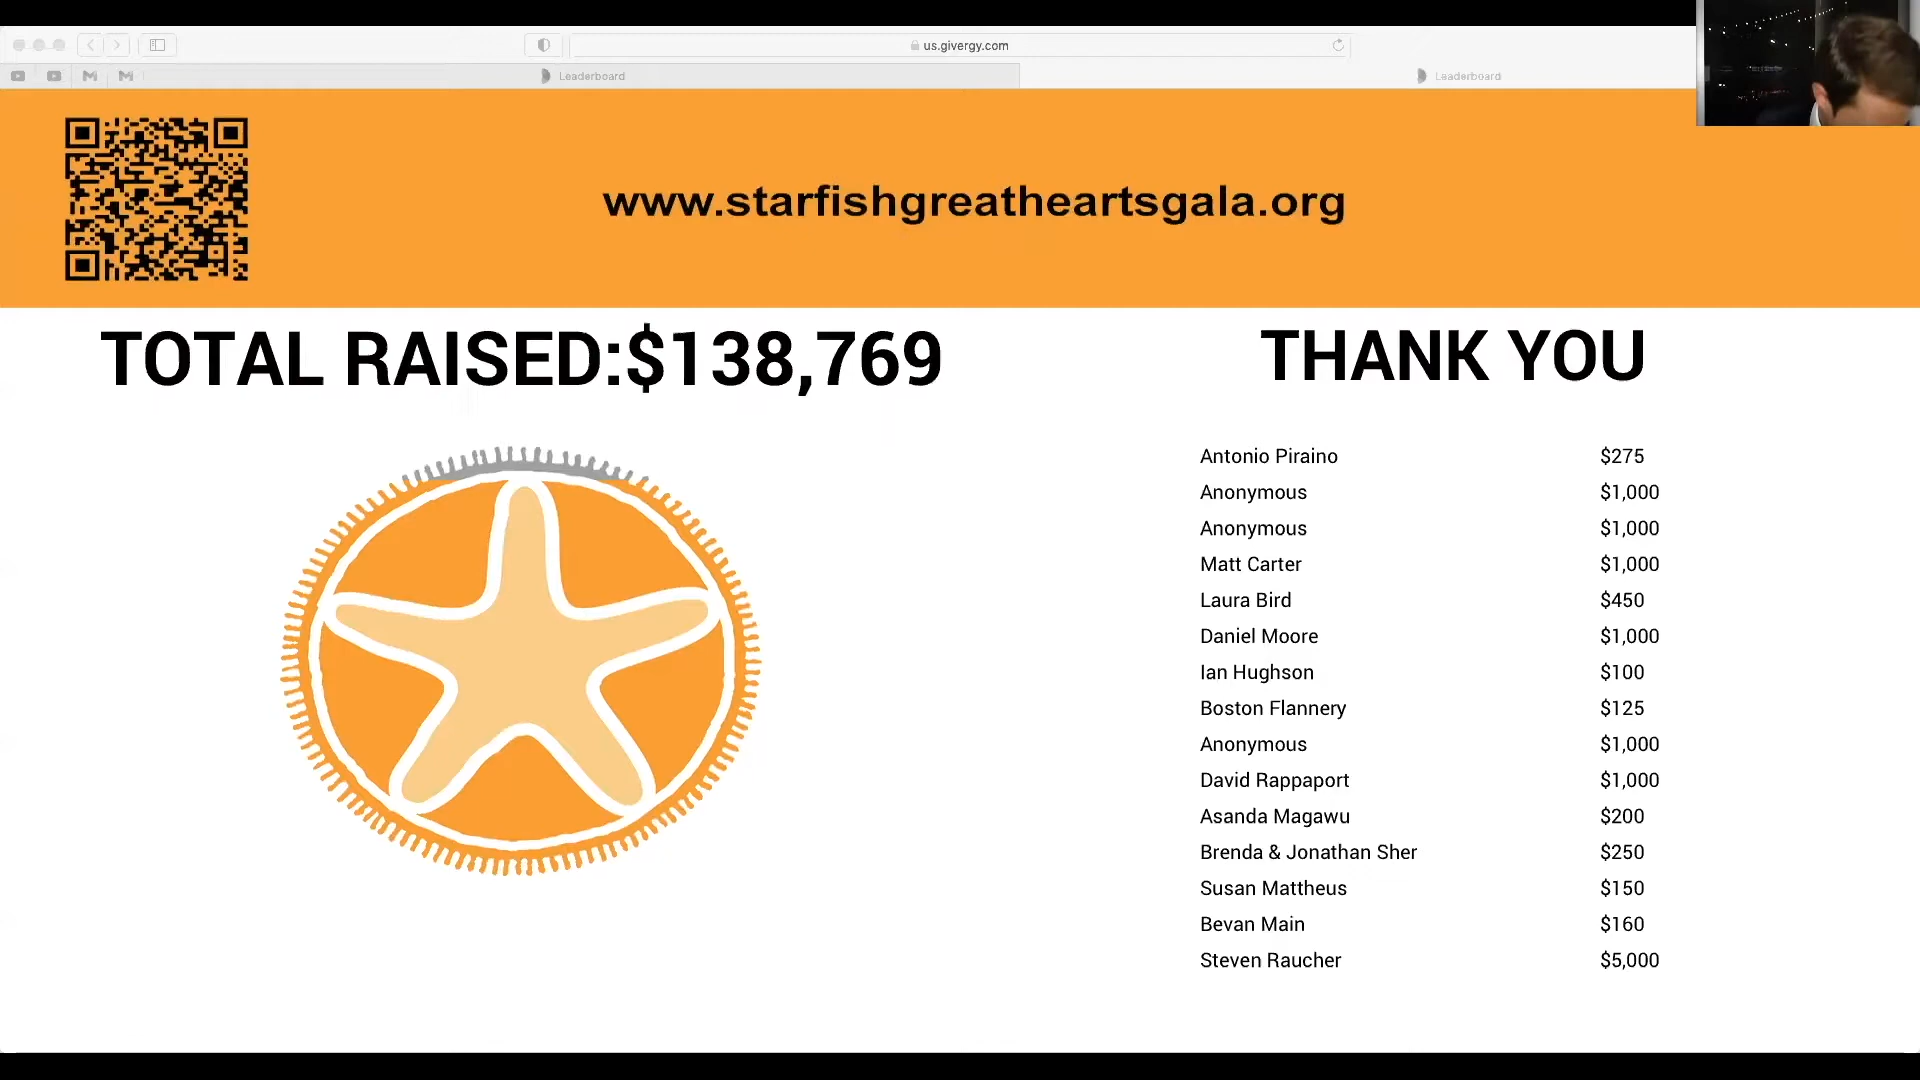 us.givergy.com
Leaderboard
Leaderboard
www.starfishgreatheartsgala.org
TOTAL RAISED:$138,769
THANK YOU
Antonio Piraino $275
Anonymous $1,000
Anonymous $1,000
Matt Carter $1,000
Laura Bird $450
Daniel Moore $1,000
Ian Hughson $100
Boston Flannery $125
Anonymous $1,000
David Rappaport $1,000
Asanda Magawu $200
Brenda & Jonathan Sher $250
Susan Mattheus $150
Bevan Main $160
Steven Raucher $5,000